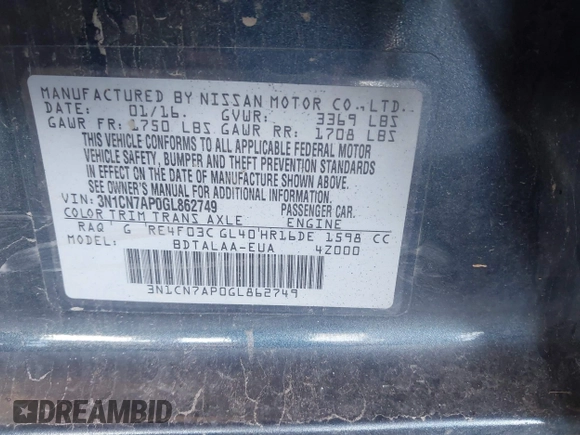 MANUFACTURED BY NISSAN MOTOR CO., LTD.
DATE: 01/16. GVWR: 3369 LBS
GAWR FR: 1750 LBS GAWR RR: 1708 LBS
THIS VEHICLE CONFORMS TO ALL APPLICABLE FEDERAL MOTOR
VEHICLE SAFETY, BUMPER AND THEFT PREVENTION STANDARDS
IN EFFECT ON THE DATE OF MANUFACTURE SHOWN ABOVE.
SEE OWNER'S MANUAL FOR ADDITIONAL INFORMATION.
VIN: 3N1CN7AP0GL862749 PASSENGER CAR.
COLOR TRIM TRANS AXLE ENGINE
RAQ G RE4F03C GL40 HR16DE 1598 CC
MODEL: BDTALAA-EUA 42000
3N1CN7AP0GL862749
DREAMBID